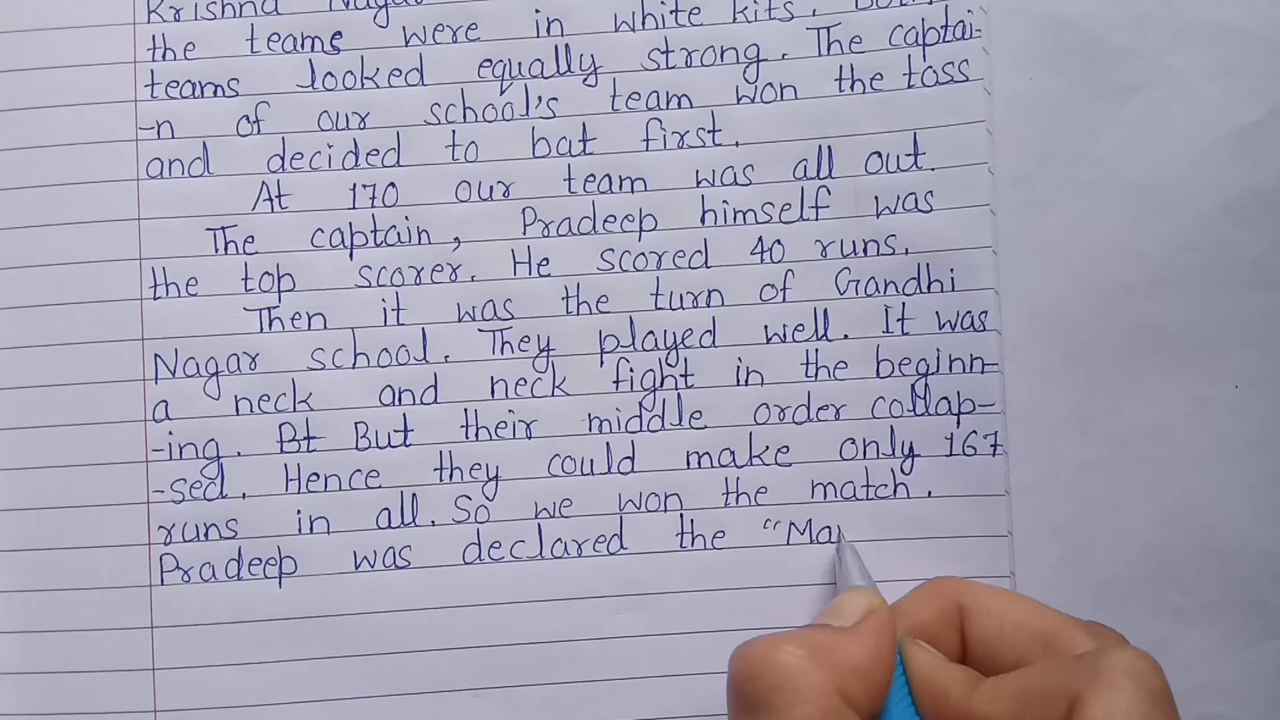 Krishna Nagar
the teams were in white kits. Both
teams looked equally strong. The captai-
-n of our school's team won the toss
and decided to bat first.
At 170 our team was all out.
The captain, Pradeep himself was
the top scorer. He scored 40 runs.
Then it was the turn of Gandhi
Nagar school. They played well. It was
a neck and neck fight in the beginn-
-ing. Bt But their middle order collap-
-sed. Hence they could make only 167
runs in all. So we won the match.
Pradeep was declared the "Man